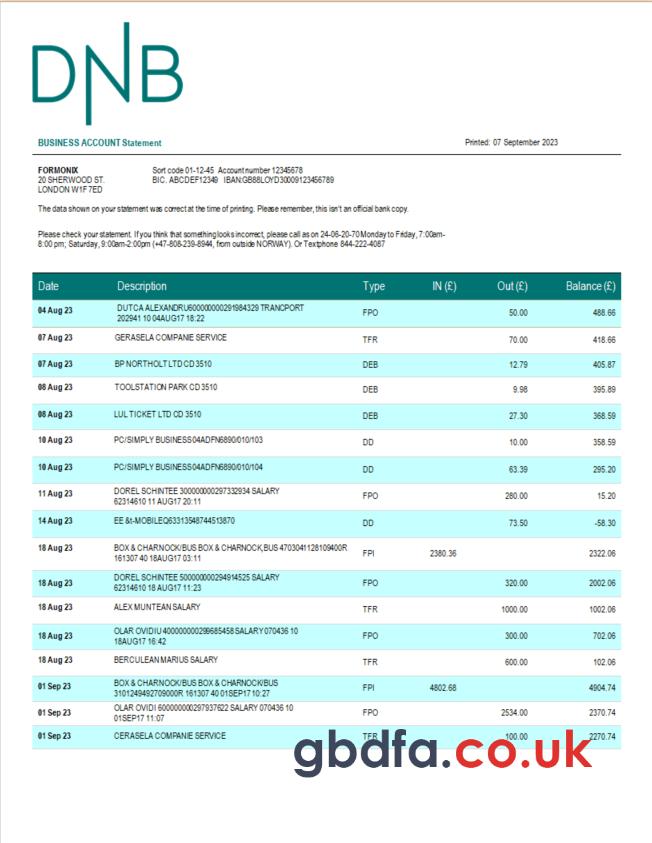 DNB
BUSINESS ACCOUNT Statement Printed: 07 September 2023
FORMONIX Sort code 01-12-45 Account number 12345678
20 SHERWOOD ST. BIC. ABCDEF12349 IBAN:GB88LOYD30009123456789
LONDON W1F 7ED
The data shown on your statement was correct at the time of printing. Please remember, this isn't an official bank copy.
Please check your statement. If you think that something looks incorrect, please call as on 24-06-20-70 Monday to Friday, 7:00am-
8:00 pm; Saturday, 9:00am-2:00pm (+47-808-239-8944, from outside NORWAY). Or Textphone 844-222-4087
Date Description Type IN (£) Out (£) Balance (£)
04 Aug 23 DUTCA ALEXANDRU600000000291984329 TRANCPORT
202941 10 04AUG17 18:22 FPO 50.00 488.66
07 Aug 23 GERASELA COMPANIE SERVICE TFR 70.00 418.66
07 Aug 23 BP NORTHOLT LTD CD 3510 DEB 12.79 405.87
08 Aug 23 TOOLSTATION PARK CD 3510 DEB 9.98 395.89
08 Aug 23 LUL TICKET LTD CD 3510 DEB 27.30 368.59
10 Aug 23 PC/SIMPLY BUSINESS04ADFN6890/010/103 DD 10.00 358.59
10 Aug 23 PC/SIMPLY BUSINESS04ADFN6890/010/104 DD 63.39 295.20
11 Aug 23 DOREL SCHINTEE 300000000297332934 SALARY
62314610 11 AUG17 20:11 FPO 280.00 15.20
14 Aug 23 EE &t-MOBILEQ63313548744513870 DD 73.50 -58.30
18 Aug 23 BOX & CHARNOCK/BUS BOX & CHARNOCK,BUS 4703041128109400R
161307 40 18AUG17 03:11 FPI 2380.36 2322.06
18 Aug 23 DOREL SCHINTEE 500000000294914525 SALARY
62314610 18 AUG17 11:23 FPO 320.00 2002.06
18 Aug 23 ALEX MUNTEAN SALARY TFR 1000.00 1002.06
18 Aug 23 OLAR OVIDIU 400000000299685458 SALARY 070436 10
18AUG17 16:42 FPO 300.00 702.06
18 Aug 23 BERCULEAN MARIUS SALARY TFR 600.00 102.06
01 Sep 23 BOX & CHARNOCK/BUS BOX & CHARNOCK/BUS
3101249492709000R 161307 40 01SEP17 10:27 FPI 4802.68 4904.74
01 Sep 23 OLAR OVIDI 600000000297937622 SALARY 070436 10
01SEP17 11:07 FPO 2534.00 2370.74
01 Sep 23 CERASELA COMPANIE SERVICE TFR 100.00 2270.74
gbdfa.co.uk